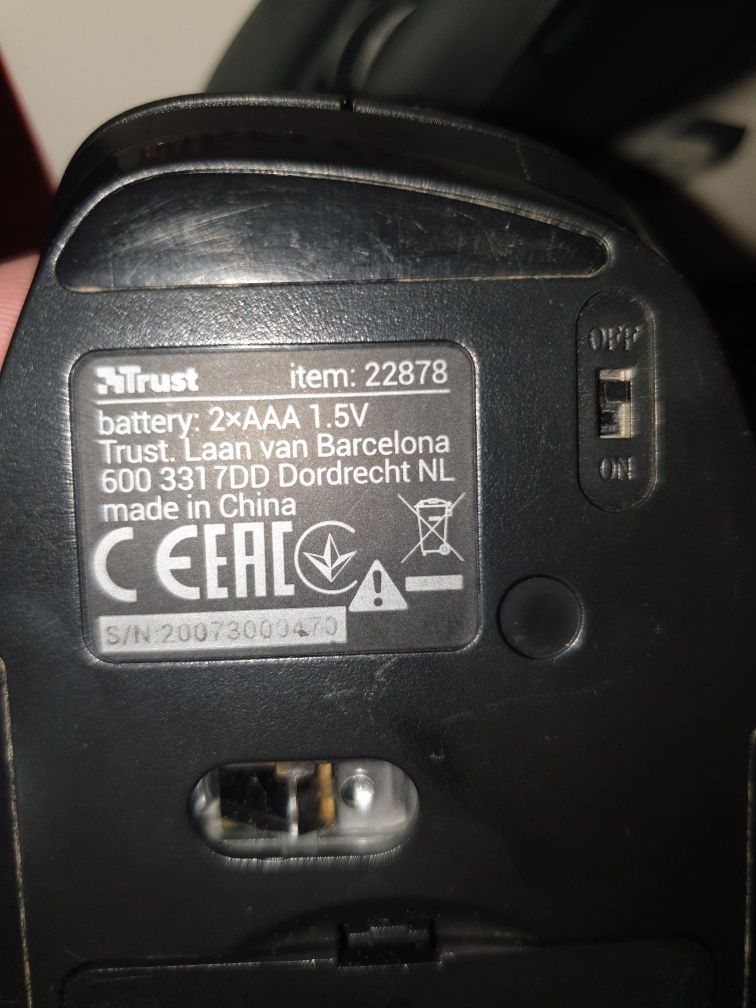 Trust item: 22878
battery: 2×AAA 1.5V
Trust. Laan van Barcelona
600 3317DD Dordrecht NL
made in China
CE EAC
S/N:20073000470
OFF
ON